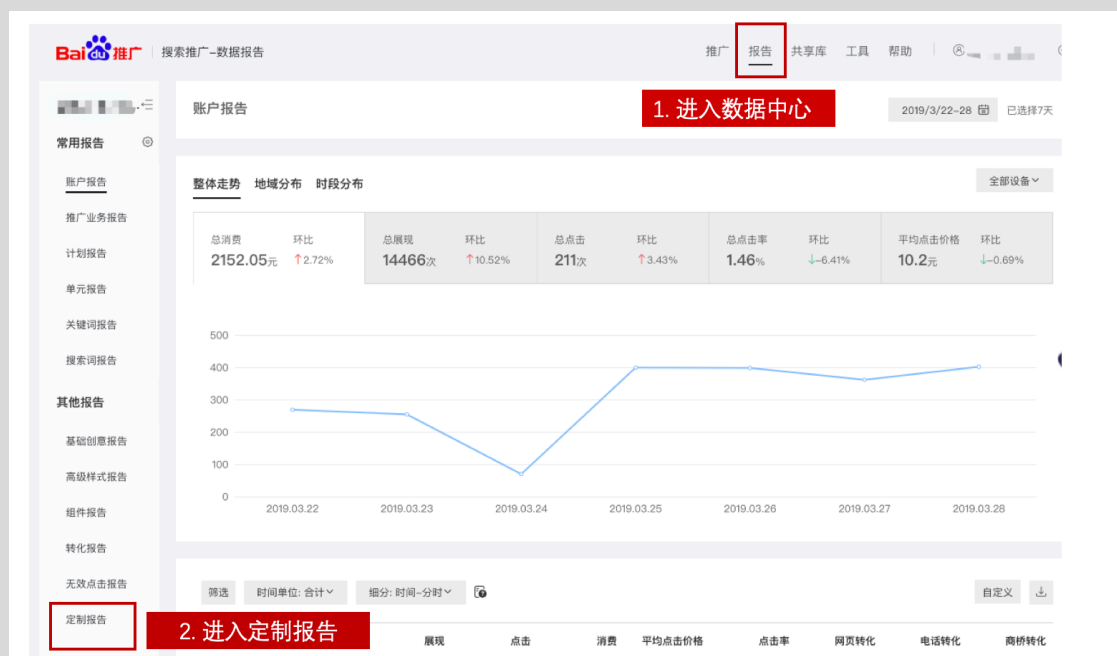 Bai du 推广 搜索推广-数据报告 推广 报告 共享库 工具 帮助
账户报告 1. 进入数据中心 2019/3/22-28 已选择7天
常用报告
账户报告
推广业务报告
计划报告
单元报告
关键词报告
搜索词报告
其他报告
基础创意报告
高级样式报告
组件报告
转化报告
无效点击报告
定制报告
2. 进入定制报告
整体走势 地域分布 时段分布 全部设备
总消费 环比 总展现 环比 总点击 环比 总点击率 环比 平均点击价格 环比
2152.05元 ↑2.72% 14466次 ↑10.52% 211次 ↑3.43% 1.46% ↓-6.41% 10.2元 ↓-0.69%
500
400
300
200
100
0
2019.03.22 2019.03.23 2019.03.24 2019.03.25 2019.03.26 2019.03.27 2019.03.28
筛选 时间单位: 合计 细分: 时间-分时 自定义
展现 点击 消费 平均点击价格 点击率 网页转化 电话转化 商桥转化